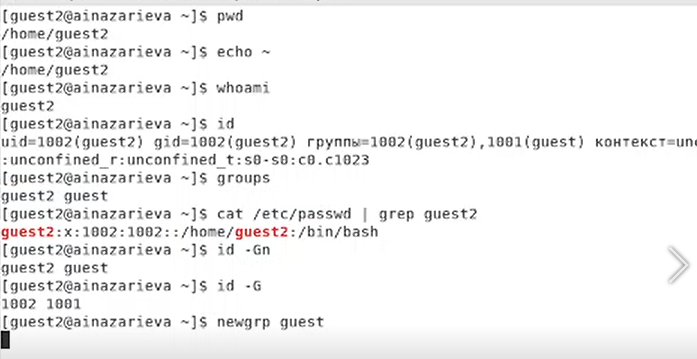 [guest2@ainazarieva ~]$ pwd
/home/guest2
[guest2@ainazarieva ~]$ echo ~
/home/guest2
[guest2@ainazarieva ~]$ whoami
guest2
[guest2@ainazarieva ~]$ id
uid=1002(guest2) gid=1002(guest2) группы=1002(guest2),1001(guest) контекст=unc
:unconfined_r:unconfined_t:s0-s0:c0.c1023
[guest2@ainazarieva ~]$ groups
guest2 guest
[guest2@ainazarieva ~]$ cat /etc/passwd | grep guest2
guest2:x:1002:1002::/home/guest2:/bin/bash
[guest2@ainazarieva ~]$ id -Gn
guest2 guest
[guest2@ainazarieva ~]$ id -G
1002 1001
[guest2@ainazarieva ~]$ newgrp guest